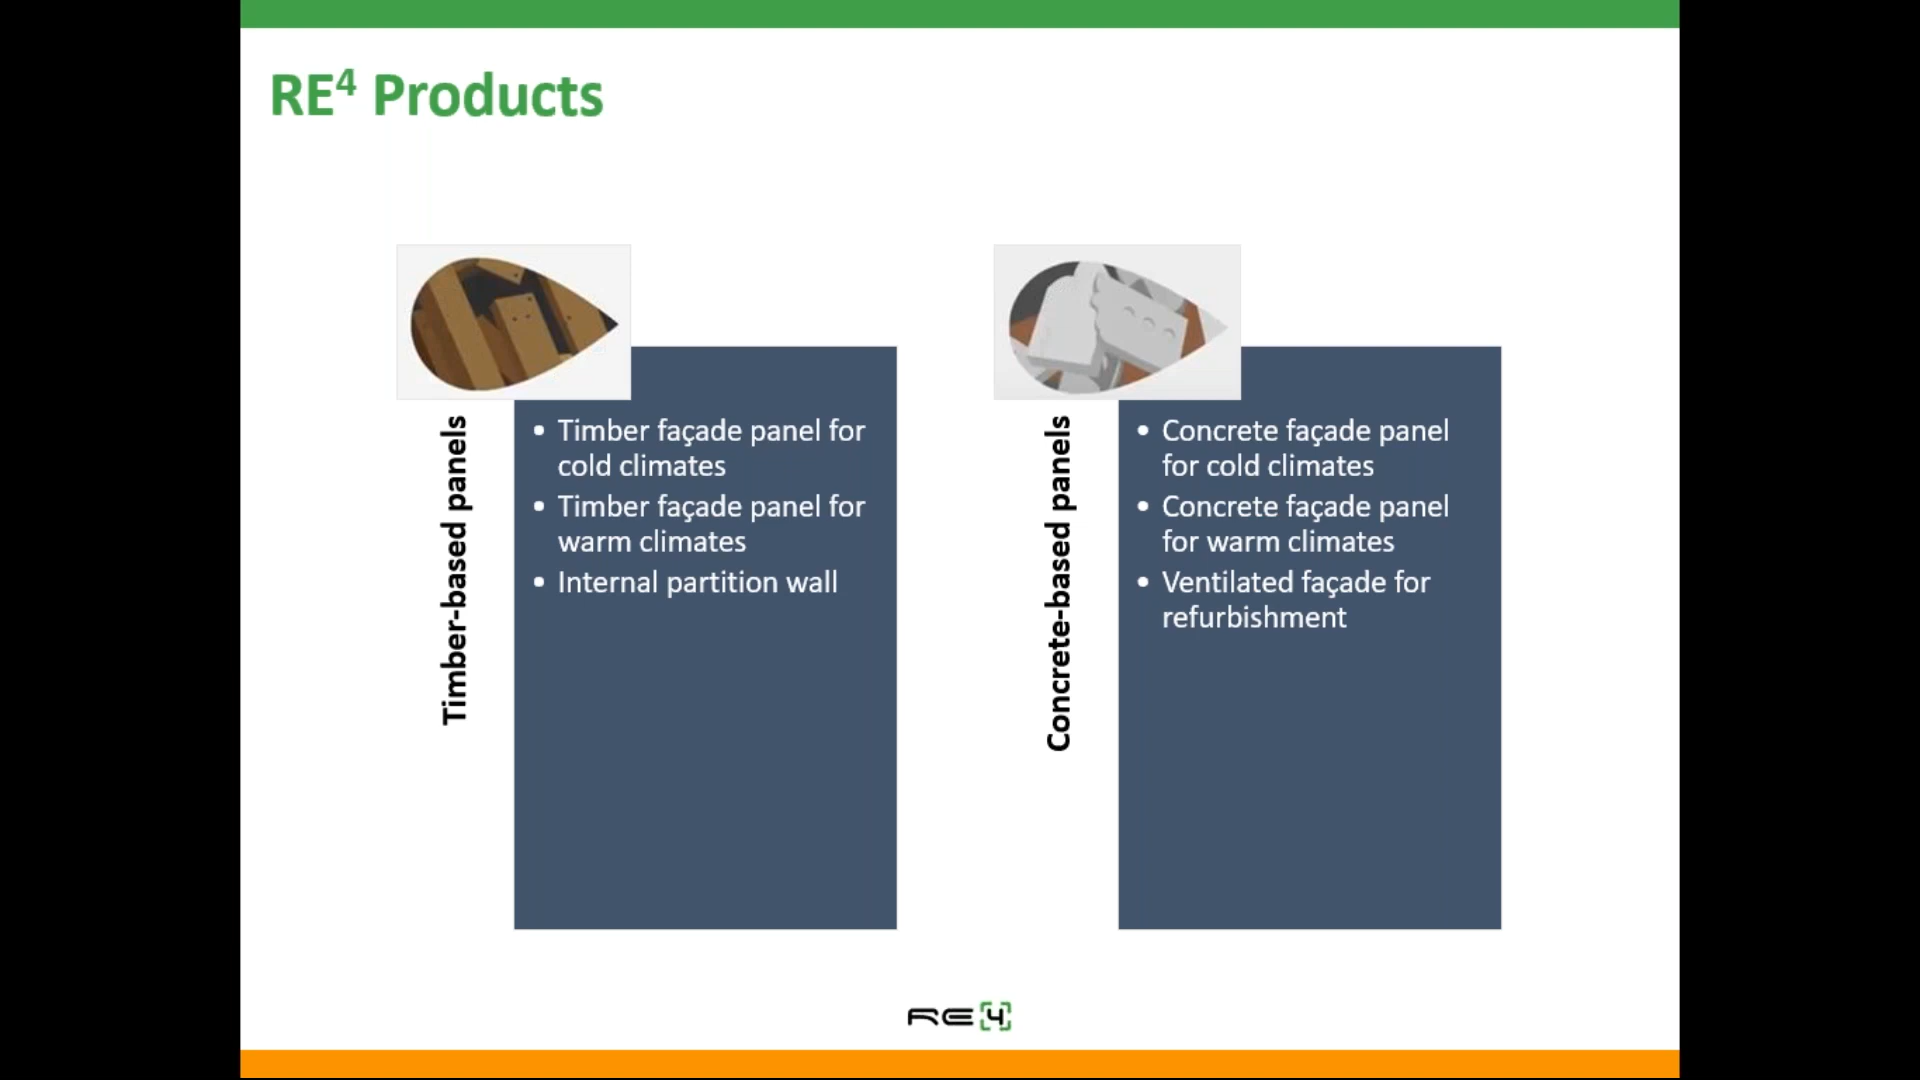 RE⁴ Products
Timber-based panels
• Timber façade panel for
cold climates
• Timber façade panel for
warm climates
• Internal partition wall
Concrete-based panels
• Concrete façade panel
for cold climates
• Concrete façade panel
for warm climates
• Ventilated façade for
refurbishment
RE4